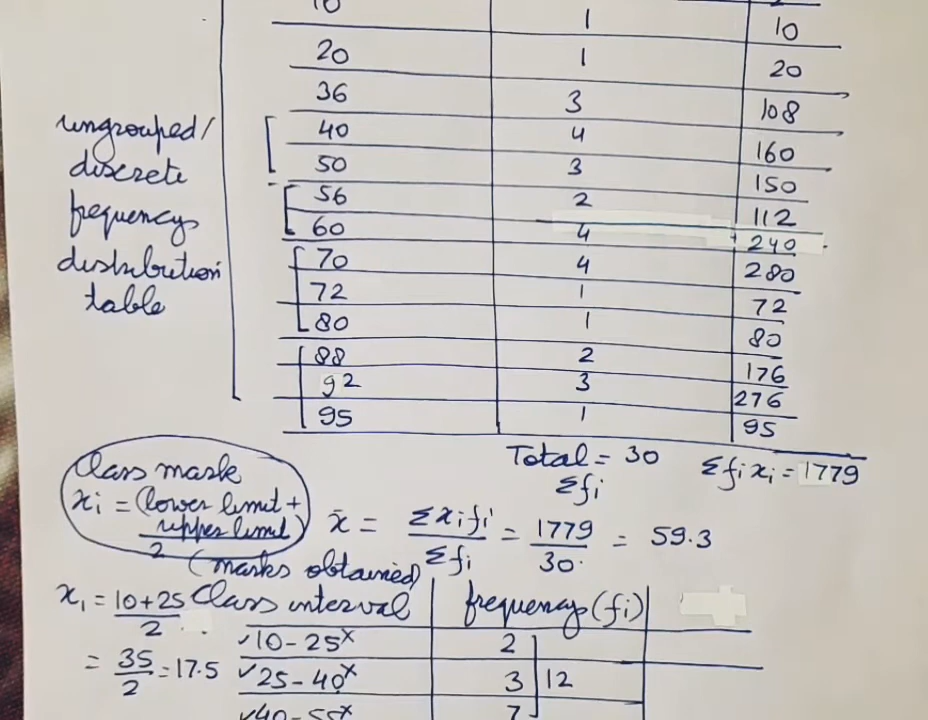 10 1 10
20 1 20
36 3 108
40 4 160
50 3 150
56 2 112
60 4 240
70 4 280
72 1 72
80 1 80
88 2 176
92 3 276
95 1 95
ungrouped/
discrete
frequency
distribution
table
Total = 30 Σfixi = 1779
Σfi
Class mark
xi = (lower limit +
upper limit)
2
x̄ = Σxifi / Σfi = 1779 / 30 = 59.3
(marks obtained)
Class interval frequency (fi)
x1 = 10+25 / 2
= 35 / 2 = 17.5
10-25 2
25-40 3 12
40-55 7